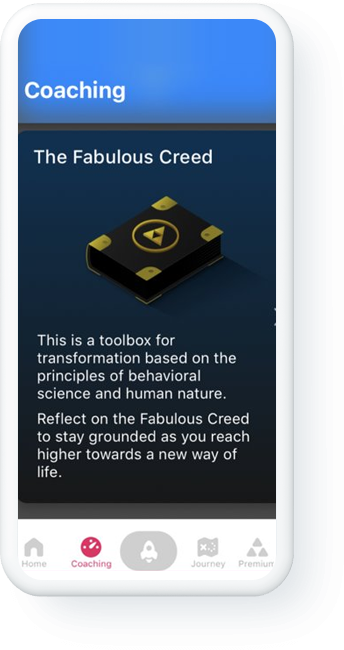 Coaching
The Fabulous Creed
This is a toolbox for
transformation based on the
principles of behavioral
science and human nature.
Reflect on the Fabulous Creed
to stay grounded as you reach
higher towards a new way of
life.
Home
Coaching
Journey
Premium